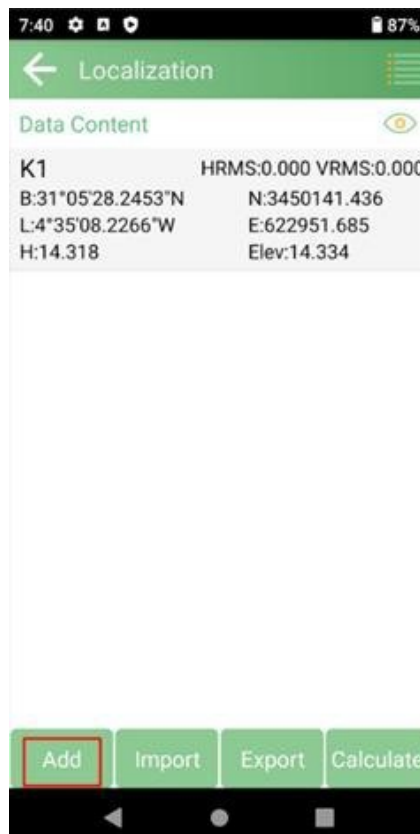 7:40 87%
Localization
Data Content
K1 HRMS:0.000 VRMS:0.000
B:31°05'28.2453"N N:3450141.436
L:4°35'08.2266"W E:622951.685
H:14.318 Elev:14.334
Add Import Export Calculate